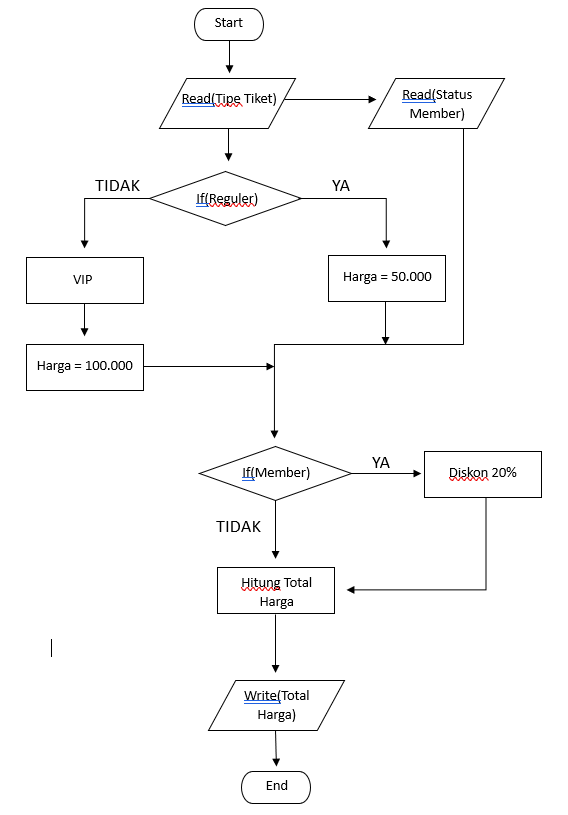 Start
Read(Tipe Tiket)
Read(Status
Member)
TIDAK
If(Reguler)
YA
VIP
Harga = 50.000
Harga = 100.000
If(Member)
YA
Diskon 20%
TIDAK
Hitung Total
Harga
Write(Total
Harga)
End